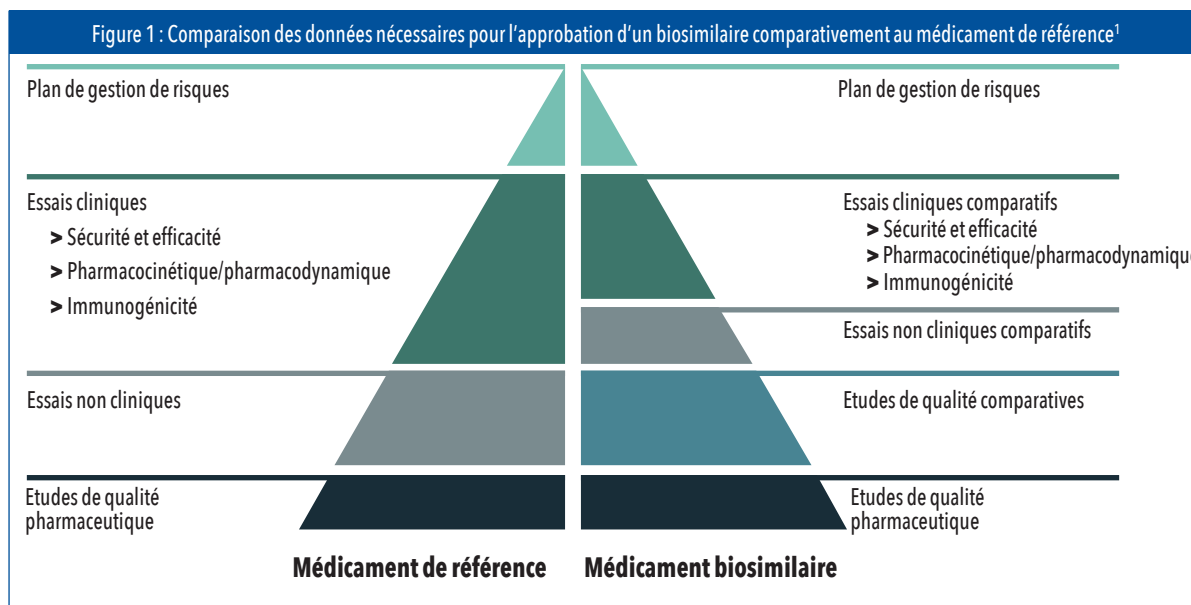 Figure 1 : Comparaison des données nécessaires pour l'approbation d'un biosimilaire comparativement au médicament de référence¹
Plan de gestion de risques
Essais cliniques
> Sécurité et efficacité
> Pharmacocinétique/pharmacodynamique
> Immunogénicité
Essais non cliniques
Etudes de qualité
pharmaceutique
Médicament de référence
Plan de gestion de risques
Essais cliniques comparatifs
> Sécurité et efficacité
> Pharmacocinétique/pharmacodynamique
> Immunogénicité
Essais non cliniques comparatifs
Etudes de qualité comparatives
Etudes de qualité
pharmaceutique
Médicament biosimilaire